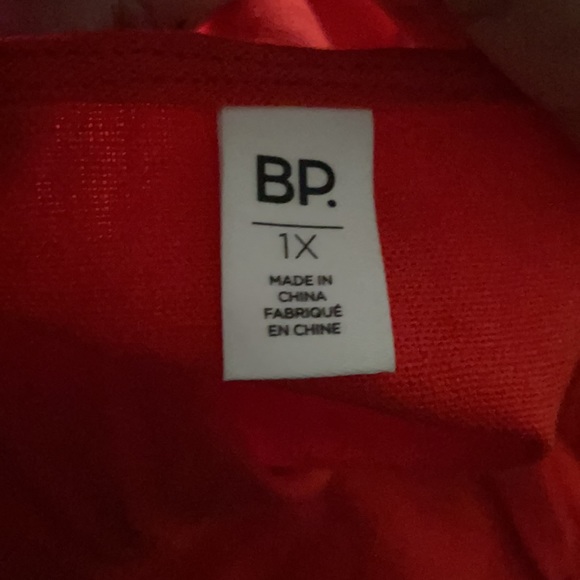 BP.
1X
MADE IN
CHINA
FABRIQUÉ
EN CHINE